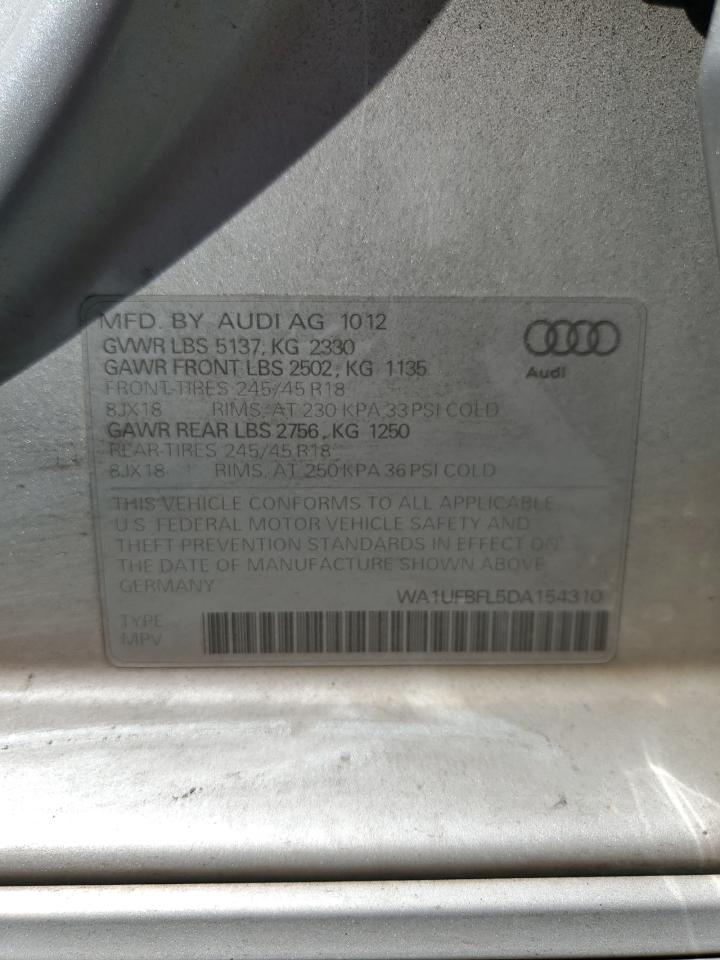 MFD. BY AUDI AG 1012
GVWR LBS 5137, KG 2330
GAWR FRONT LBS 2502, KG 1135
FRONT-TIRES 245/45 R18
8JX18 RIMS, AT 230 KPA 33 PSI COLD
GAWR REAR LBS 2756, KG 1250
REAR-TIRES 245/45 R18
8JX18 RIMS, AT 250 KPA 36 PSI COLD
Audi
THIS VEHICLE CONFORMS TO ALL APPLICABLE
U.S. FEDERAL MOTOR VEHICLE SAFETY AND
THEFT PREVENTION STANDARDS IN EFFECT ON
THE DATE OF MANUFACTURE SHOWN ABOVE
GERMANY
WA1UFBFL5DA154310
TYPE
MPV